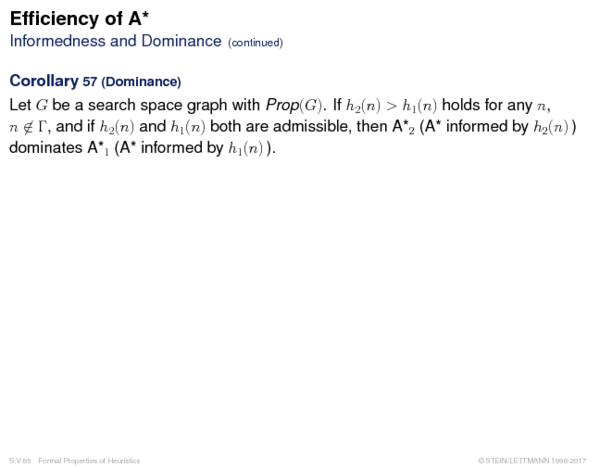 Efficiency of A*
Informedness and Dominance (continued)
Corollary 57 (Dominance)
Let G be a search space graph with Prop(G). If h₂(n) > h₁(n) holds for any n,
n ∉ Γ, and if h₂(n) and h₁(n) both are admissible, then A*₂ (A* informed by h₂(n))
dominates A*₁ (A* informed by h₁(n)).
S:V-65 Formal Properties of Heuristics
© STEIN/LETTMANN 1998-2017